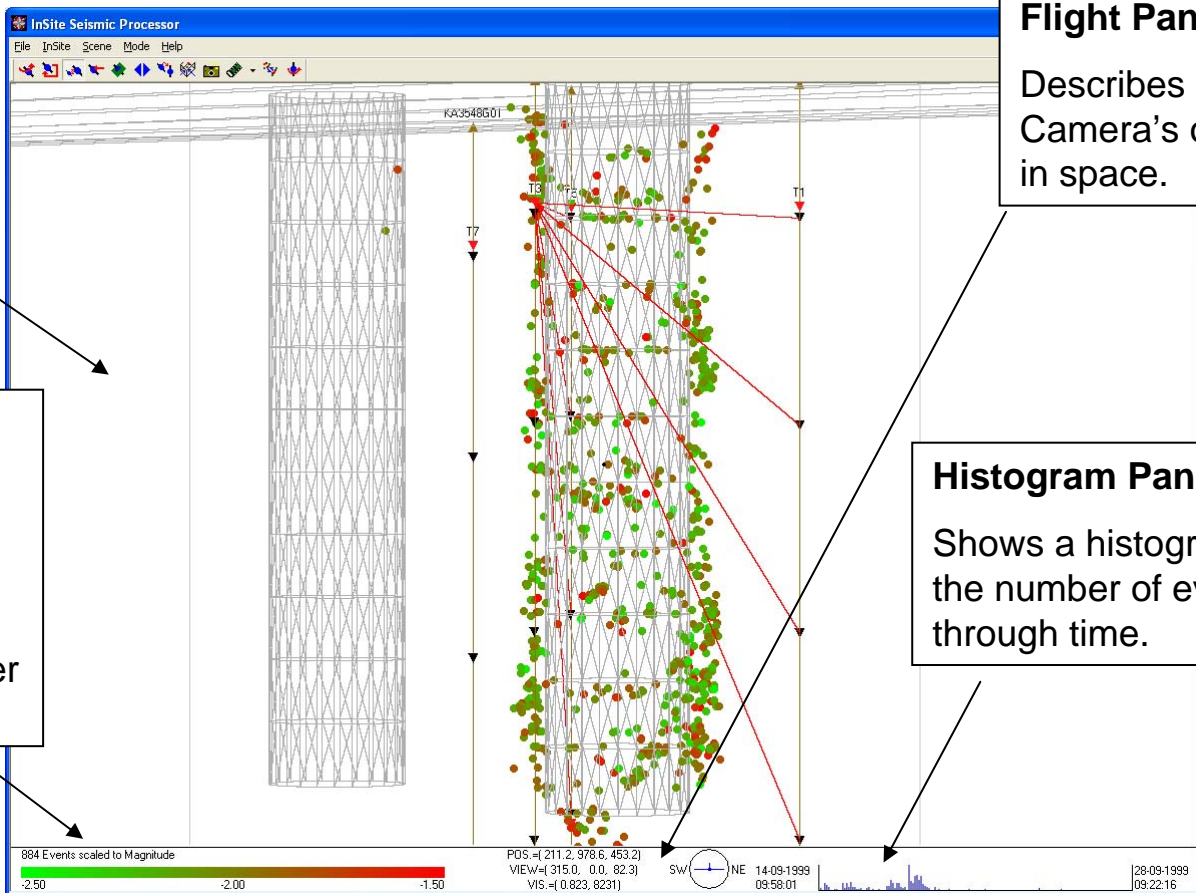 InSite Seismic Processor
File InSite Scene Mode Help
Flight Pan
Describes
Camera's
in space.
KA3548G01
T3
T1
T7
Histogram Pan
Shows a histogr
the number of
through time.
er
884 Events scaled to Magnitude
-2.50 -2.00 -1.50
POS.=( 211.2, 978.6, 453.2)
VIEW=( 315.0, 0.0, 82.3)
VIS.=( 0.823, 8231)
SW NE
14-09-1999
09:58:01
28-09-1999
09:22:16